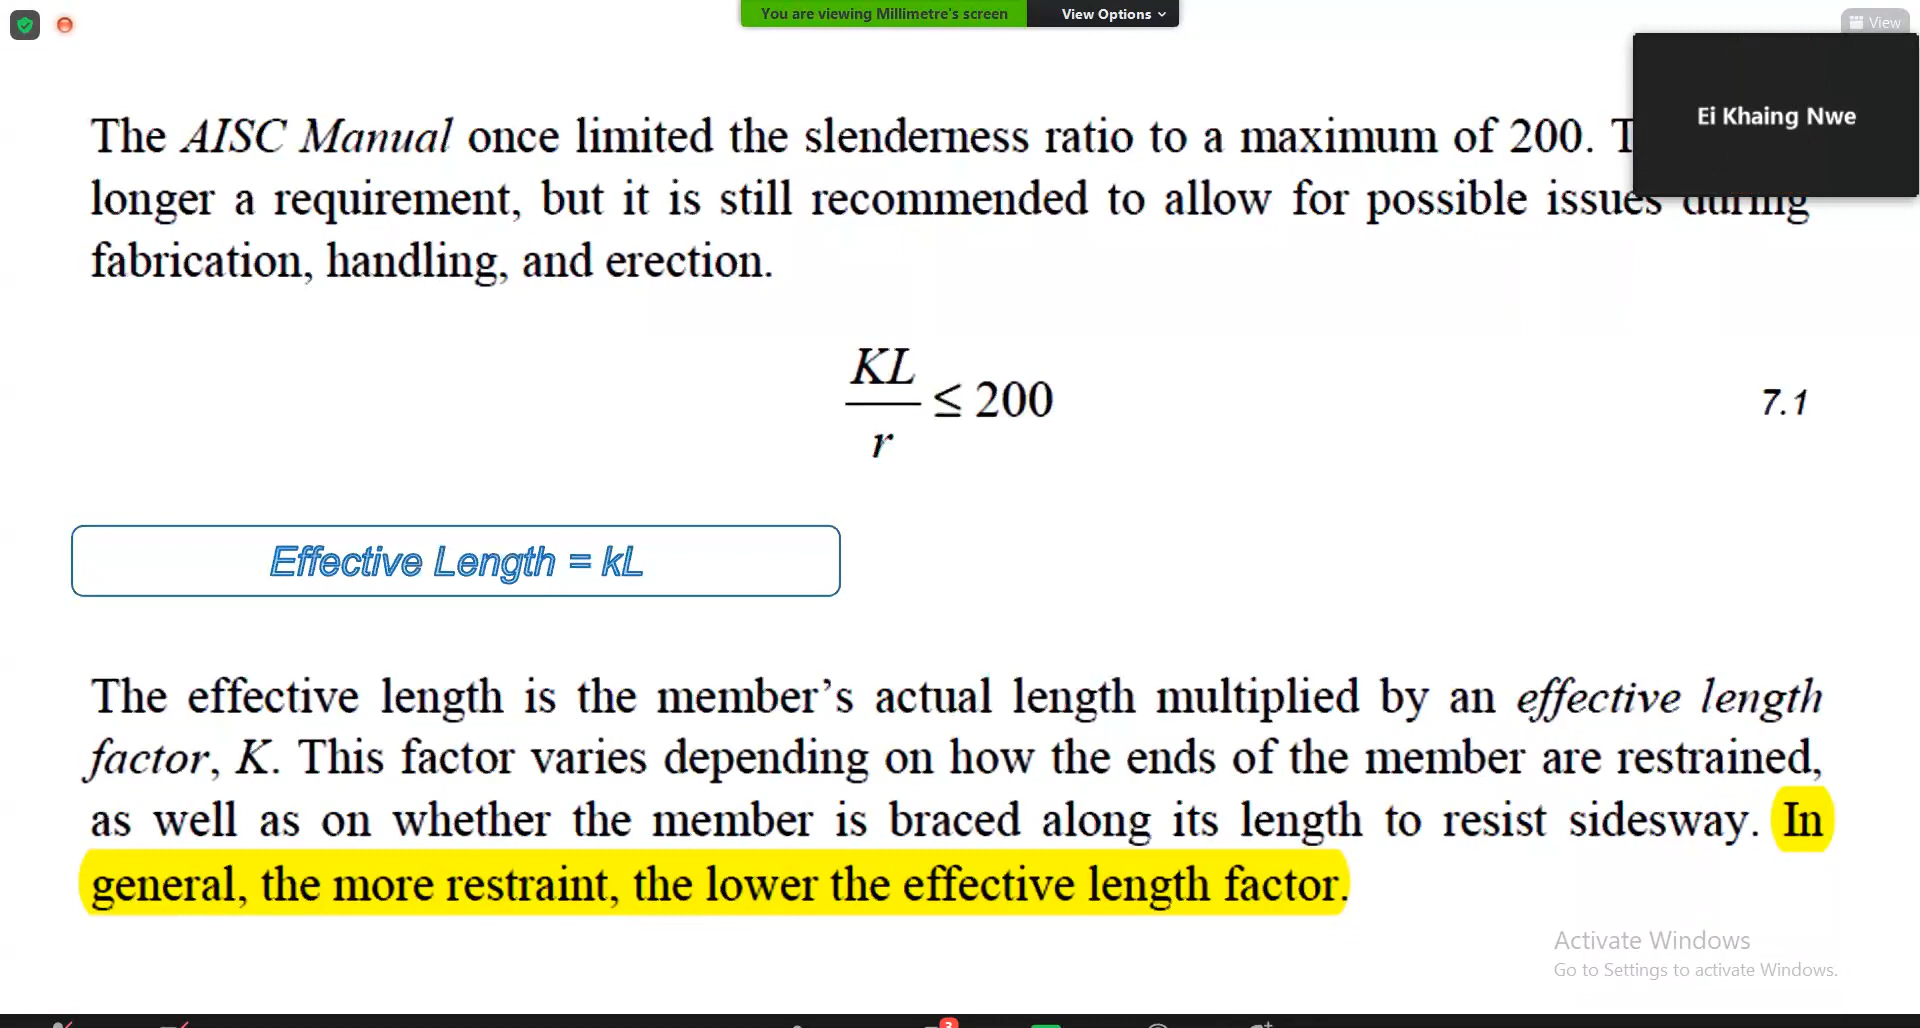 You are viewing Millimetre's screen
View Options
View
Ei Khaing Nwe
The AISC Manual once limited the slenderness ratio to a maximum of 200.
longer a requirement, but it is still recommended to allow for possible issues during
fabrication, handling, and erection.
KL
r
≤ 200
7.1
Effective Length = kL
The effective length is the member’s actual length multiplied by an effective length
factor, K. This factor varies depending on how the ends of the member are restrained,
as well as on whether the member is braced along its length to resist sidesway. In
general, the more restraint, the lower the effective length factor.
Activate Windows
Go to Settings to activate Windows.
3